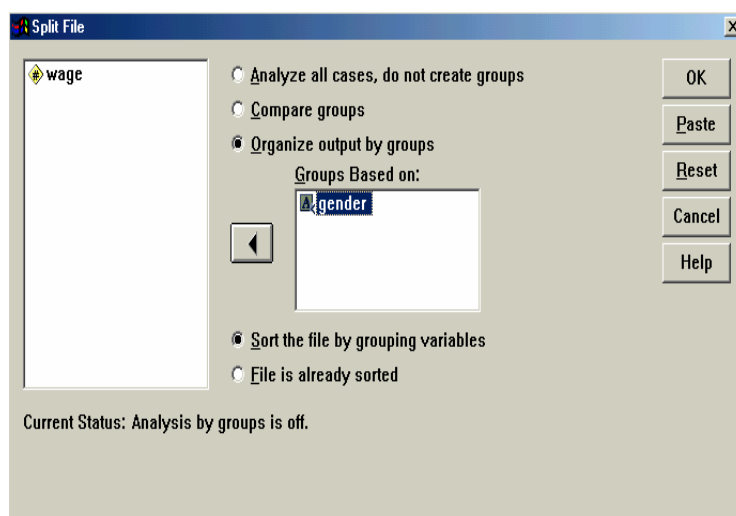 Split File
wage
Analyze all cases, do not create groups
Compare groups
Organize output by groups
Groups Based on:
gender
Sort the file by grouping variables
File is already sorted
OK
Paste
Reset
Cancel
Help
Current Status: Analysis by groups is off.